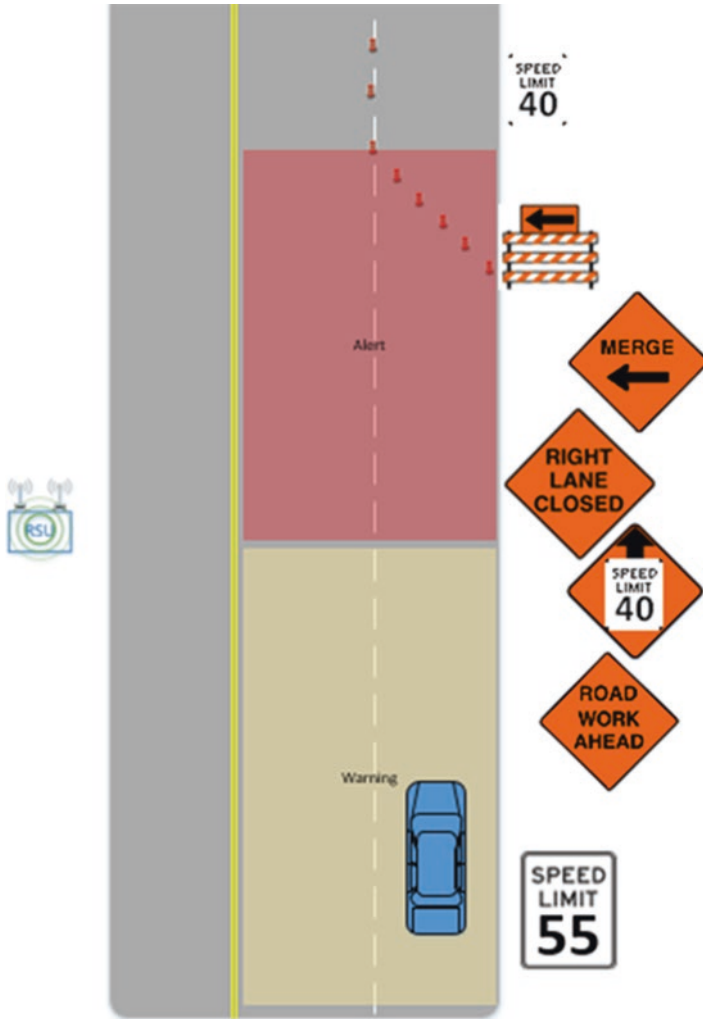 SPEED
LIMIT
40
MERGE
Alert
RIGHT
LANE
CLOSED
RSU
SPEED
LIMIT
40
ROAD
WORK
AHEAD
Warning
SPEED
LIMIT
55